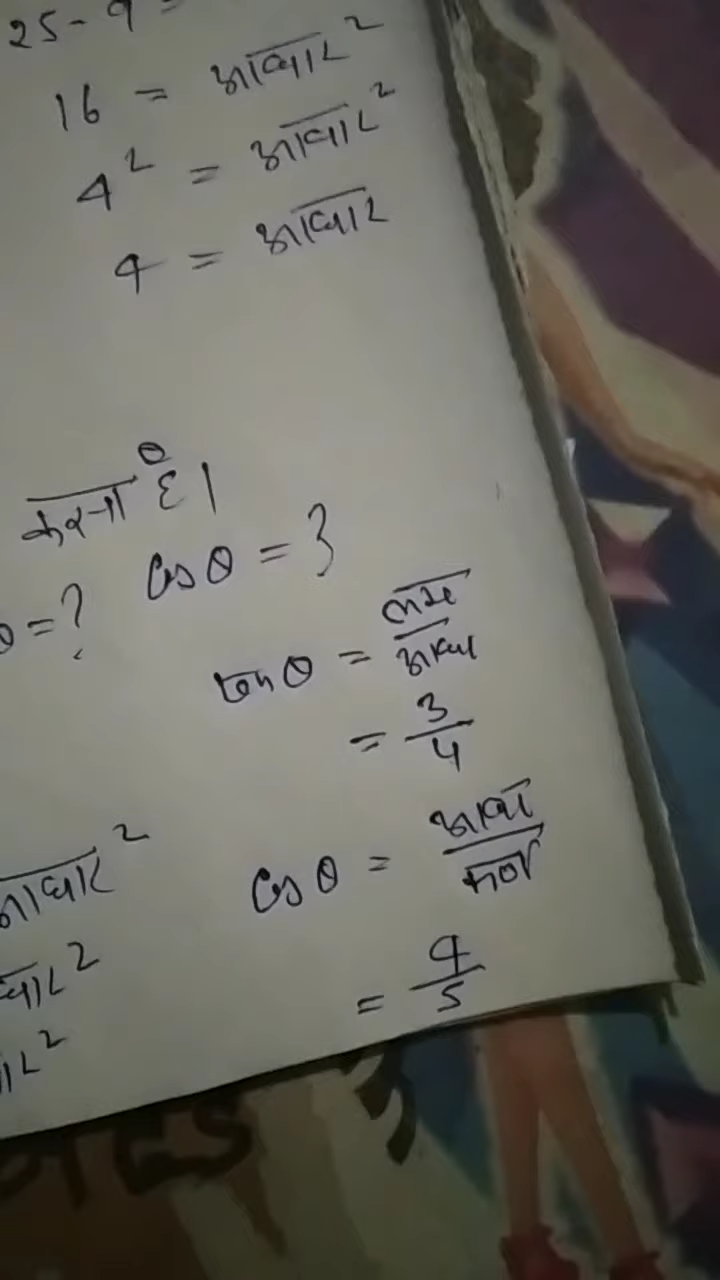 25 - 9 =
16 = आधार²
4² = आधार²
4 = आधार
करना है।
θ = ? cos θ = ?
tan θ = लम्ब / आधा
= 3/4
आधार²
cos θ = आधा / कर्ण
धार²
= 4/5
ार²